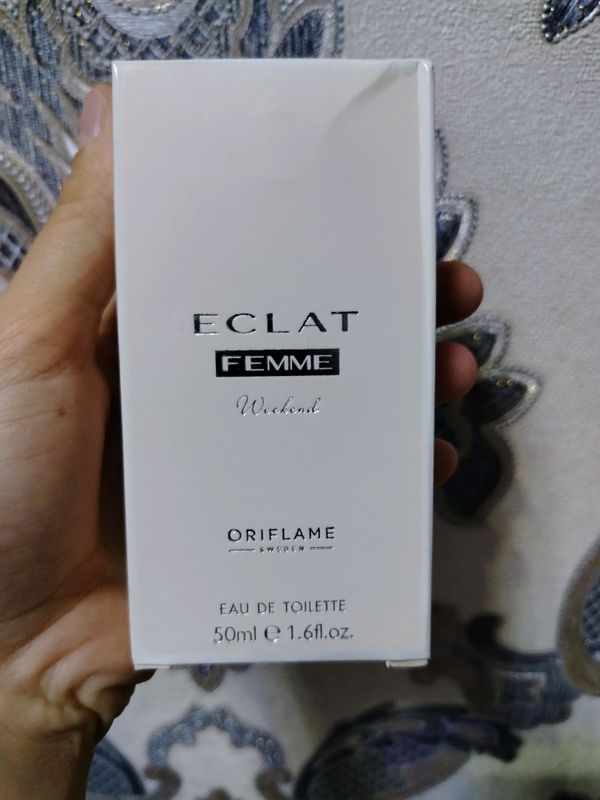 ECLAT
FEMME
Weekend
ORIFLAME
SWEDEN
EAU DE TOILETTE
50ml ℮ 1.6fl.oz.